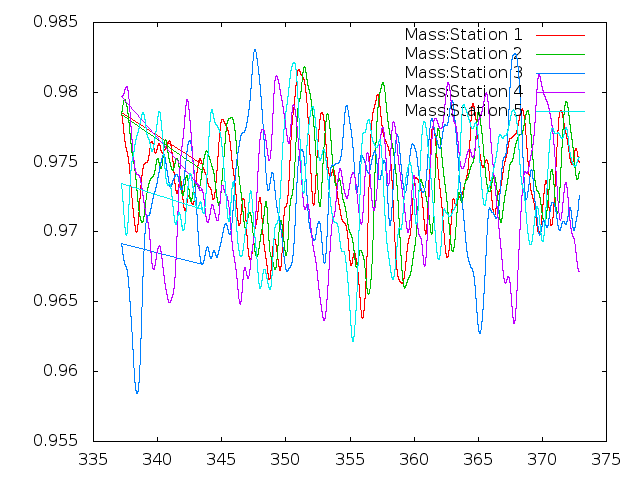 0.985
0.98
0.975
0.97
0.965
0.96
0.955
335 340 345 350 355 360 365 370 375
Mass:Station 1
Mass:Station 2
Mass:Station 3
Mass:Station 4
Mass:Station 5